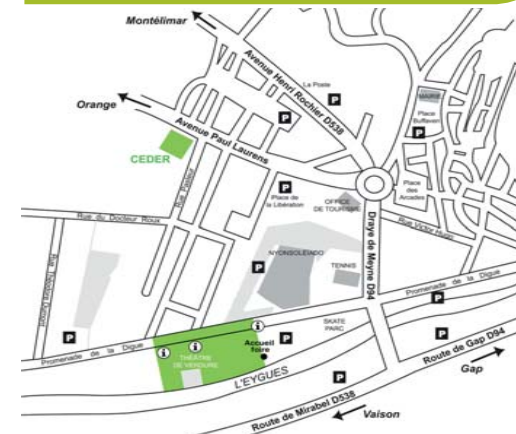 Montélimar
Avenue Henri Rochier D538
La Poste
P
MAIRIE
Place
Buffaven
P
P
P
Orange
Avenue Paul Laurens
CEDER
Rue Pasteur
P
Place de
la Libération
OFFICE
DE TOURISME
Place
des
Arcades
Rue Victor Hugo
Draye de Meyne D94
Rue du Docteur Roux
NYONSOLEIADO
TENNIS
P
Promenade de la Digue
P
SKATE
PARC
P
P
P
Promenade de la Digue
i
i
i
THÉÂTRE
DE VERDURE
Accueil
foire
L'EYGUES
P
Route de Gap D94
Gap
Route de Mirabel D538
Vaison